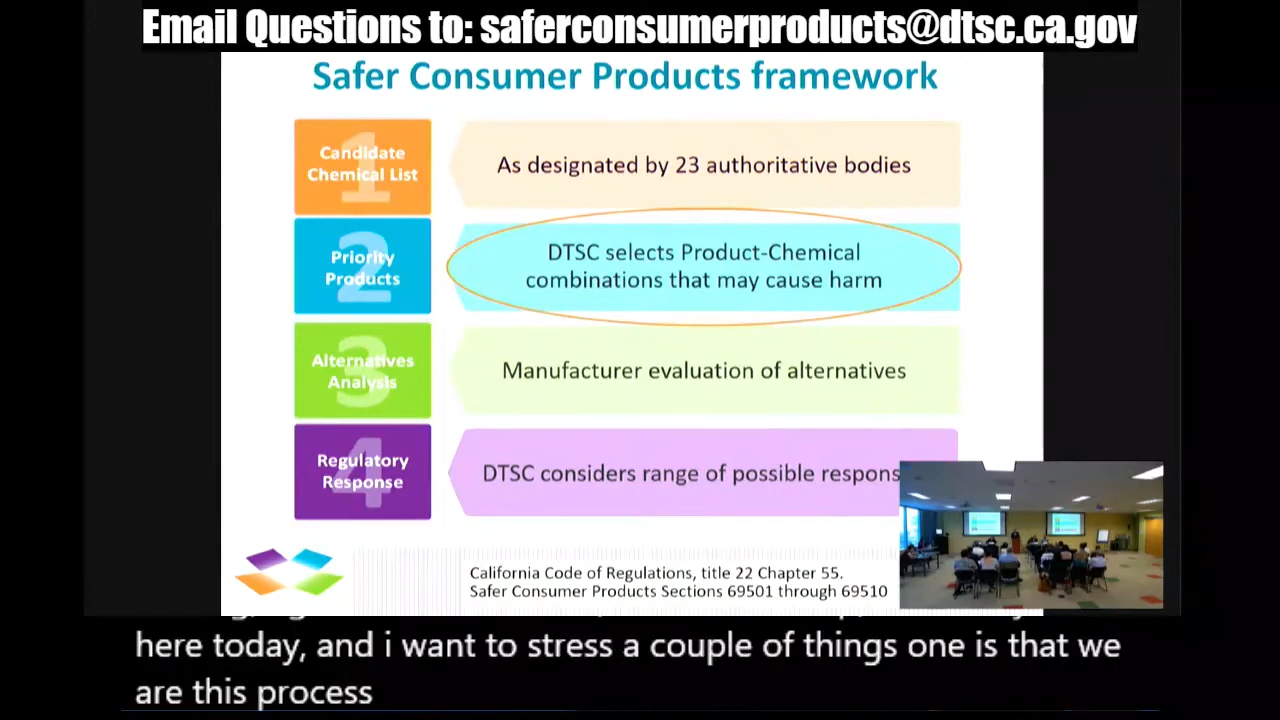 Email Questions to: saferconsumerproducts@dtsc.ca.gov
Safer Consumer Products framework
1
Candidate
Chemical List
As designated by 23 authoritative bodies
2
Priority
Products
DTSC selects Product-Chemical
combinations that may cause harm
3
Alternatives
Analysis
Manufacturer evaluation of alternatives
4
Regulatory
Response
DTSC considers range of possible respons
California Code of Regulations, title 22 Chapter 55.
Safer Consumer Products Sections 69501 through 69510
here today, and i want to stress a couple of things one is that we
are this process